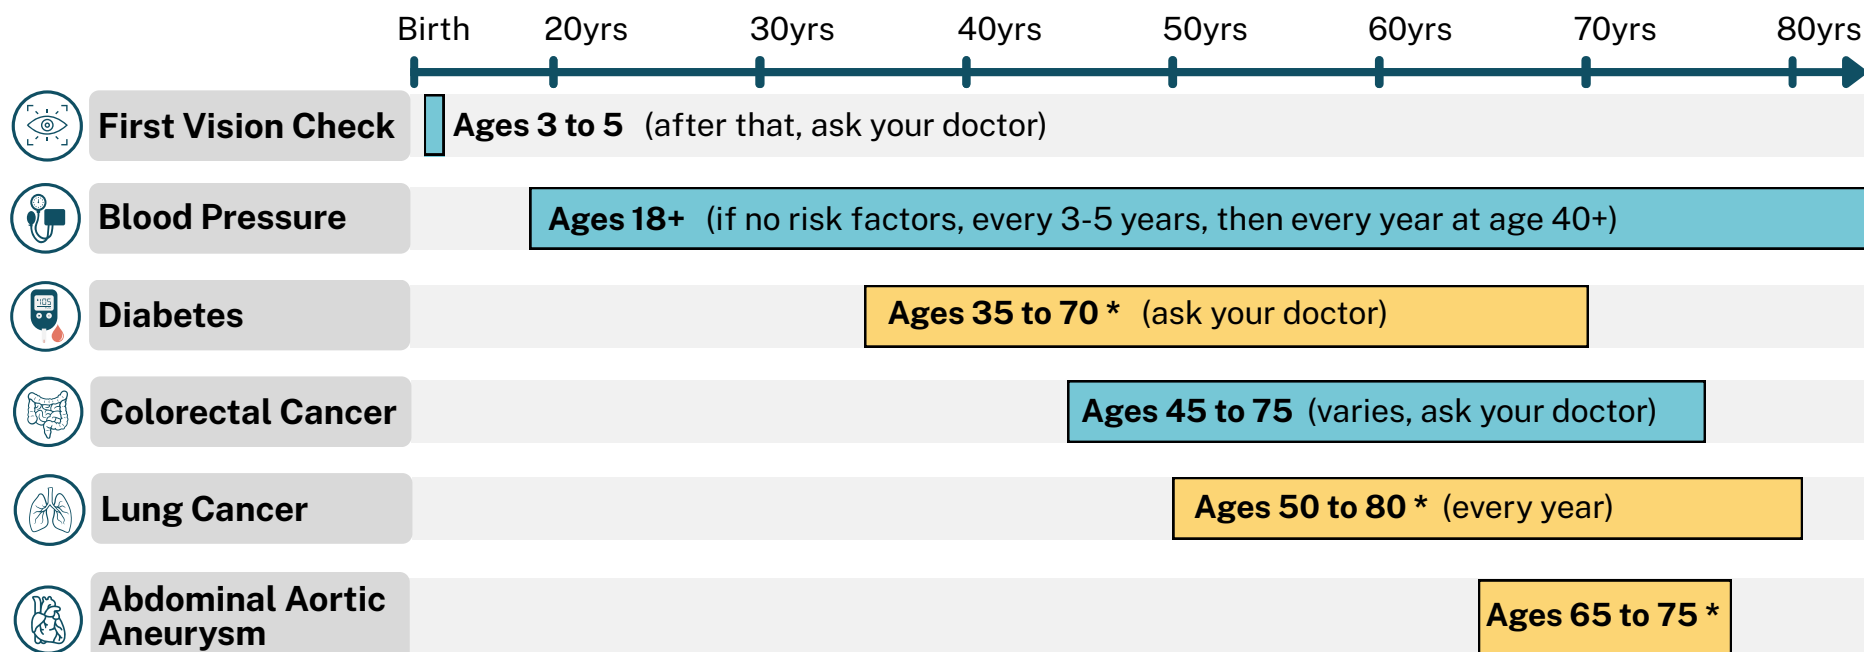 Birth 20yrs 30yrs 40yrs 50yrs 60yrs 70yrs 80yrs
First Vision Check Ages 3 to 5 (after that, ask your doctor)
Blood Pressure Ages 18+ (if no risk factors, every 3-5 years, then every year at age 40+)
Diabetes Ages 35 to 70 * (ask your doctor)
Colorectal Cancer Ages 45 to 75 (varies, ask your doctor)
Lung Cancer Ages 50 to 80 * (every year)
Abdominal Aortic
Aneurysm
Ages 65 to 75 *